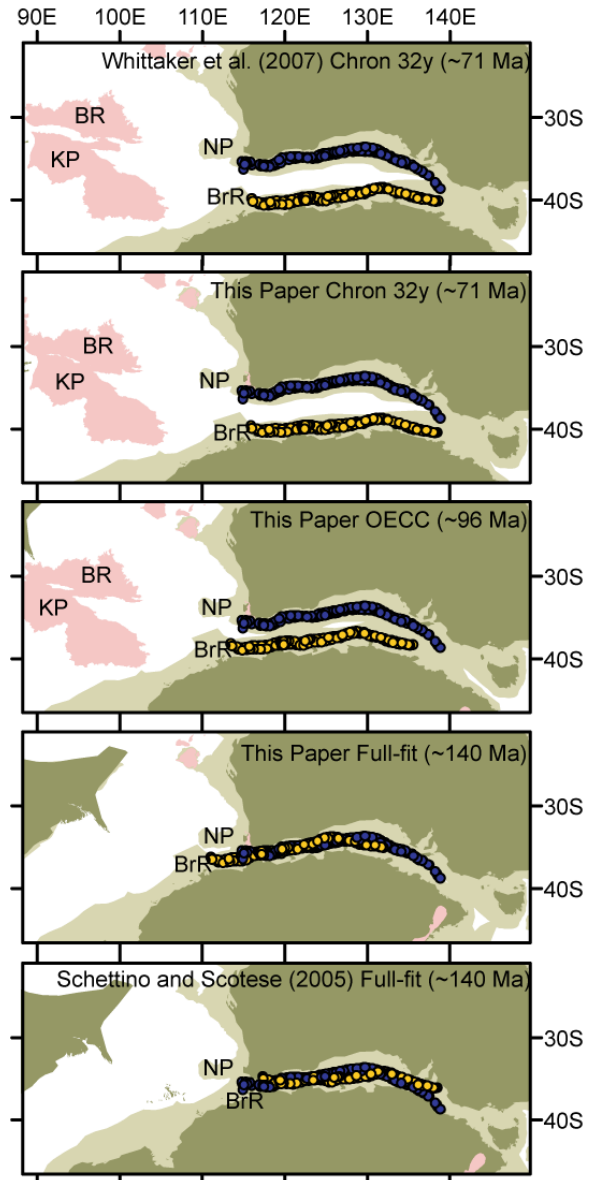 90E 100E 110E 120E 130E 140E
Whittaker et al. (2007) Chron 32y (~71 Ma)
BR
30S
NP
KP
BrR
40S
This Paper Chron 32y (~71 Ma)
BR
30S
KP
NP
BrR
40S
This Paper OECC (~96 Ma)
BR
30S
KP
NP
BrR
40S
This Paper Full-fit (~140 Ma)
30S
NP
BrR
40S
Schettino and Scotese (2005) Full-fit (~140 Ma)
30S
NP
BrR
40S